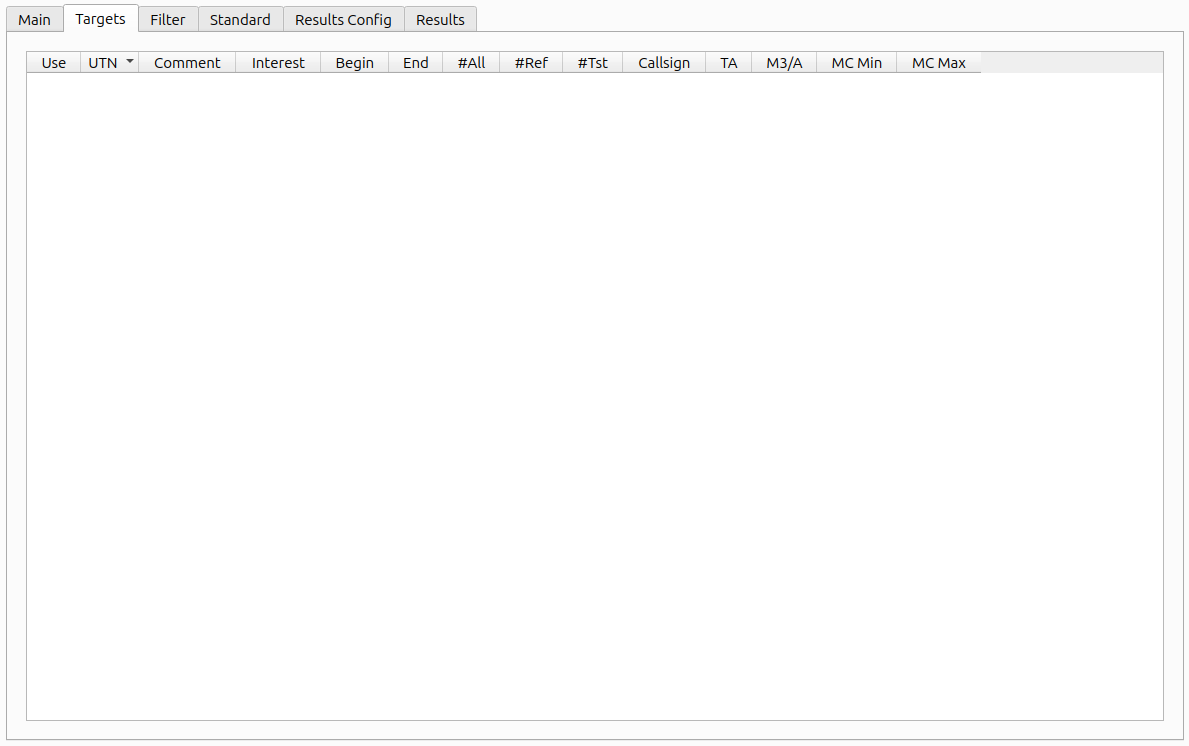 Main Targets Filter Standard Results Config Results
Use UTN Comment Interest Begin End #All #Ref #Tst Callsign TA M3/A MC Min MC Max